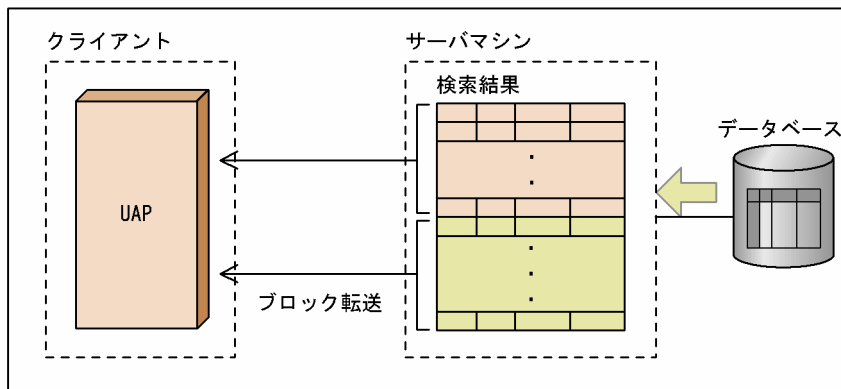 クライアント
サーバマシン
検索結果
データベース
UAP
ブロック転送